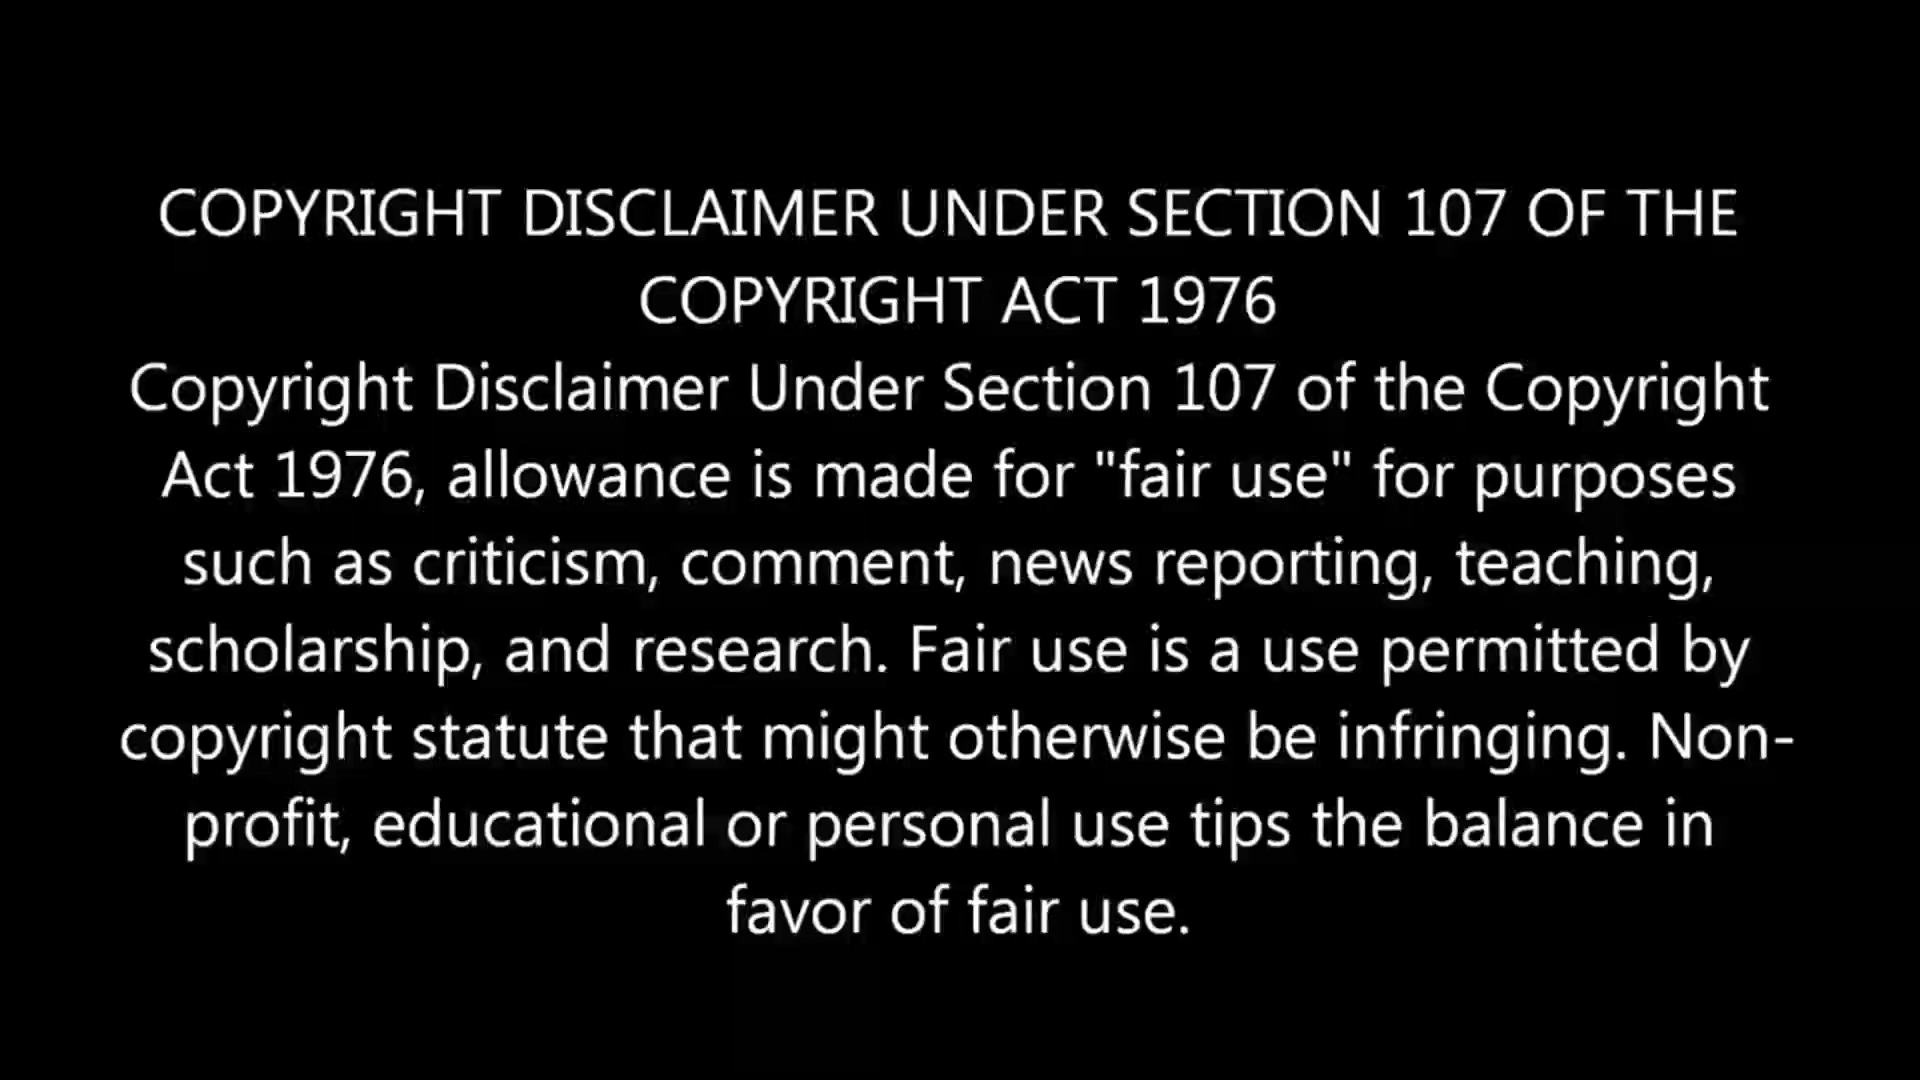 COPYRIGHT DISCLAIMER UNDER SECTION 107 OF THE
COPYRIGHT ACT 1976
Copyright Disclaimer Under Section 107 of the Copyright
Act 1976, allowance is made for "fair use" for purposes
such as criticism, comment, news reporting, teaching,
scholarship, and research. Fair use is a use permitted by
copyright statute that might otherwise be infringing. Non-
profit, educational or personal use tips the balance in
favor of fair use.